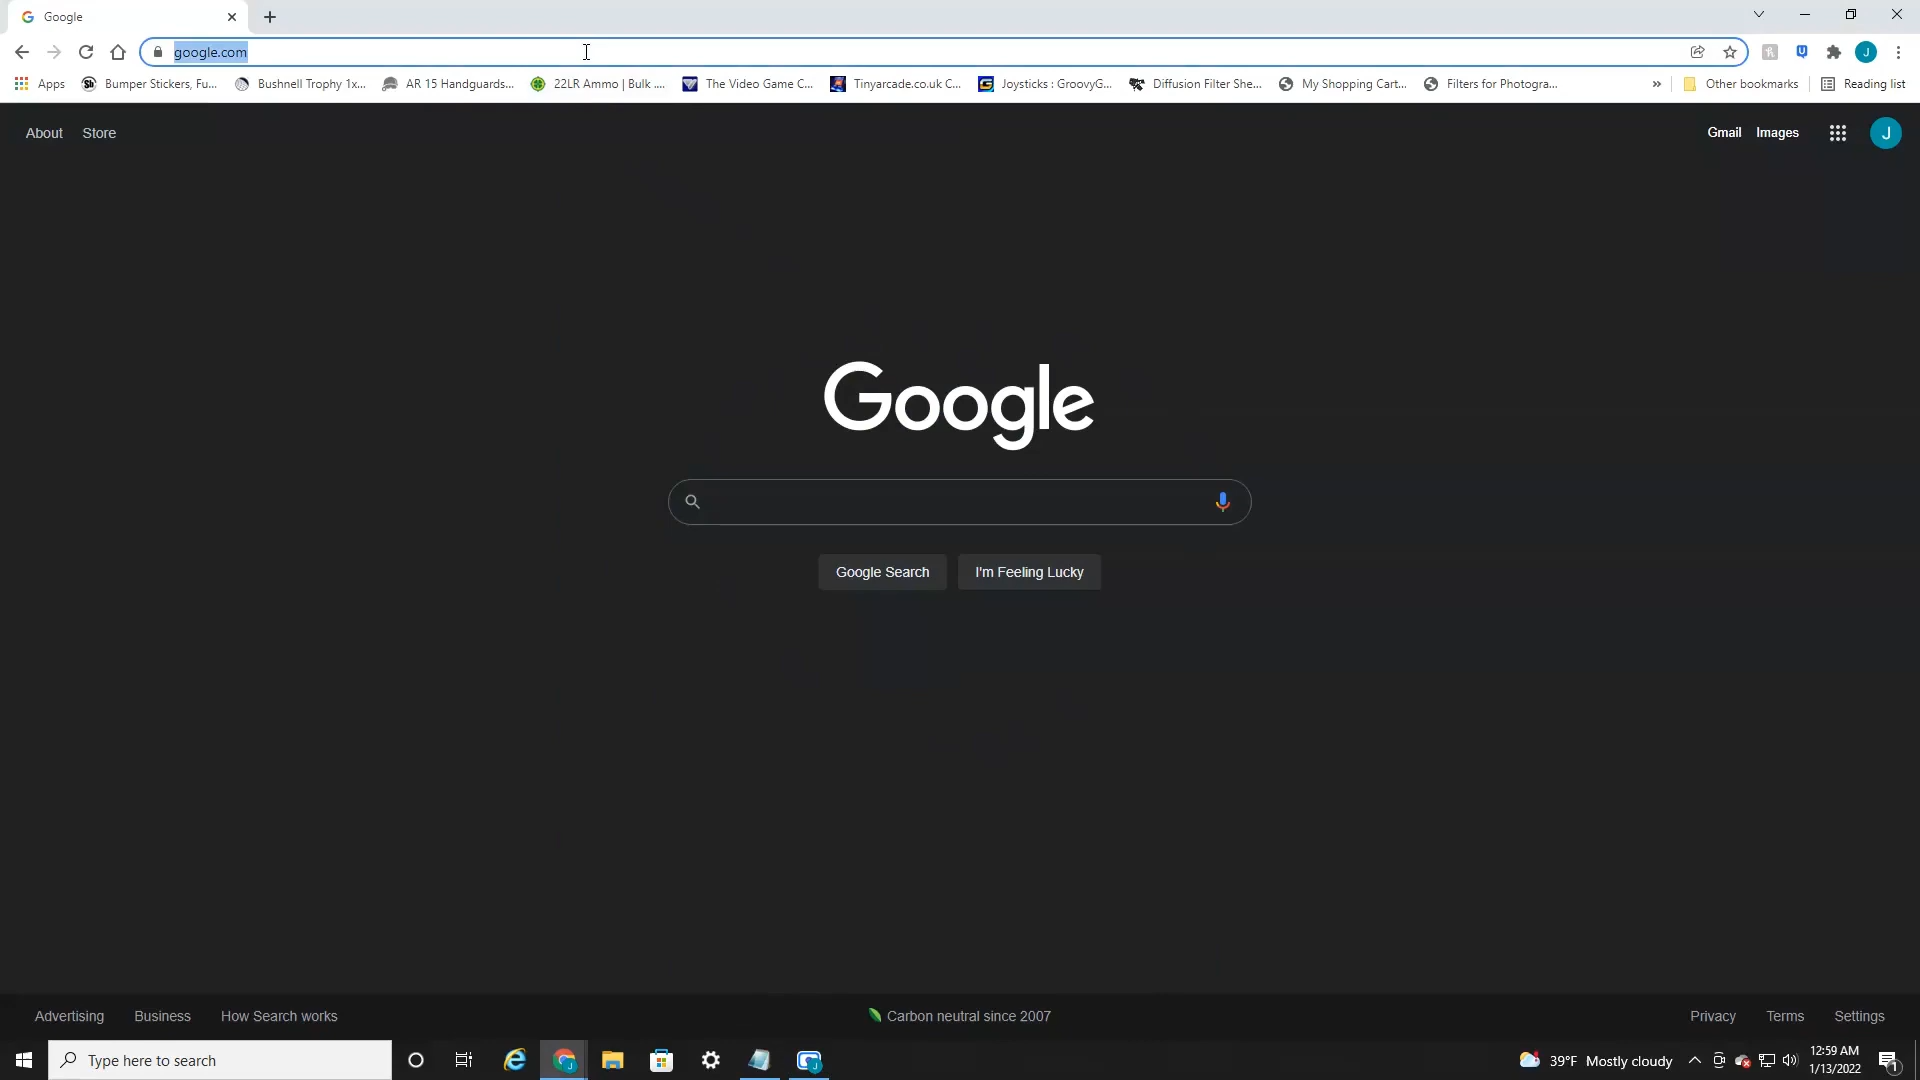 Google
google.com
Apps Bumper Stickers, Fu... Bushnell Trophy 1x... AR 15 Handguards... 22LR Ammo | Bulk .... The Video Game C... Tinyarcade.co.uk C... Joysticks : GroovyG... Diffusion Filter She... My Shopping Cart... Filters for Photogra... » Other bookmarks Reading list
About Store Gmail Images J
Google
Google Search I'm Feeling Lucky
Advertising Business How Search works Carbon neutral since 2007 Privacy Terms Settings
Type here to search 39°F Mostly cloudy 12:59 AM
1/13/2022 1